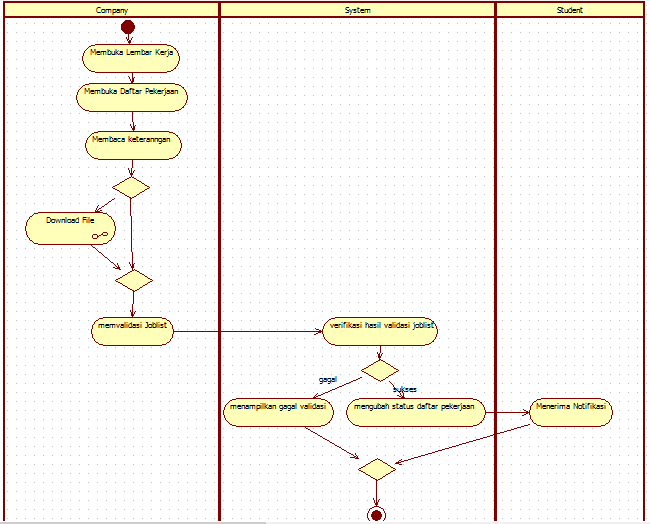 Company
System
Student
Membuka Lembar Kerja
Membuka Daftar Pekerjaan
Membaca keteranngan
Download File
memvalidasi Joblist
verifikasi hasil validasi joblist
gagal
sukses
menampilkan gagal validasi
mengubah status daftar pekerjaan
Menerima Notifikasi